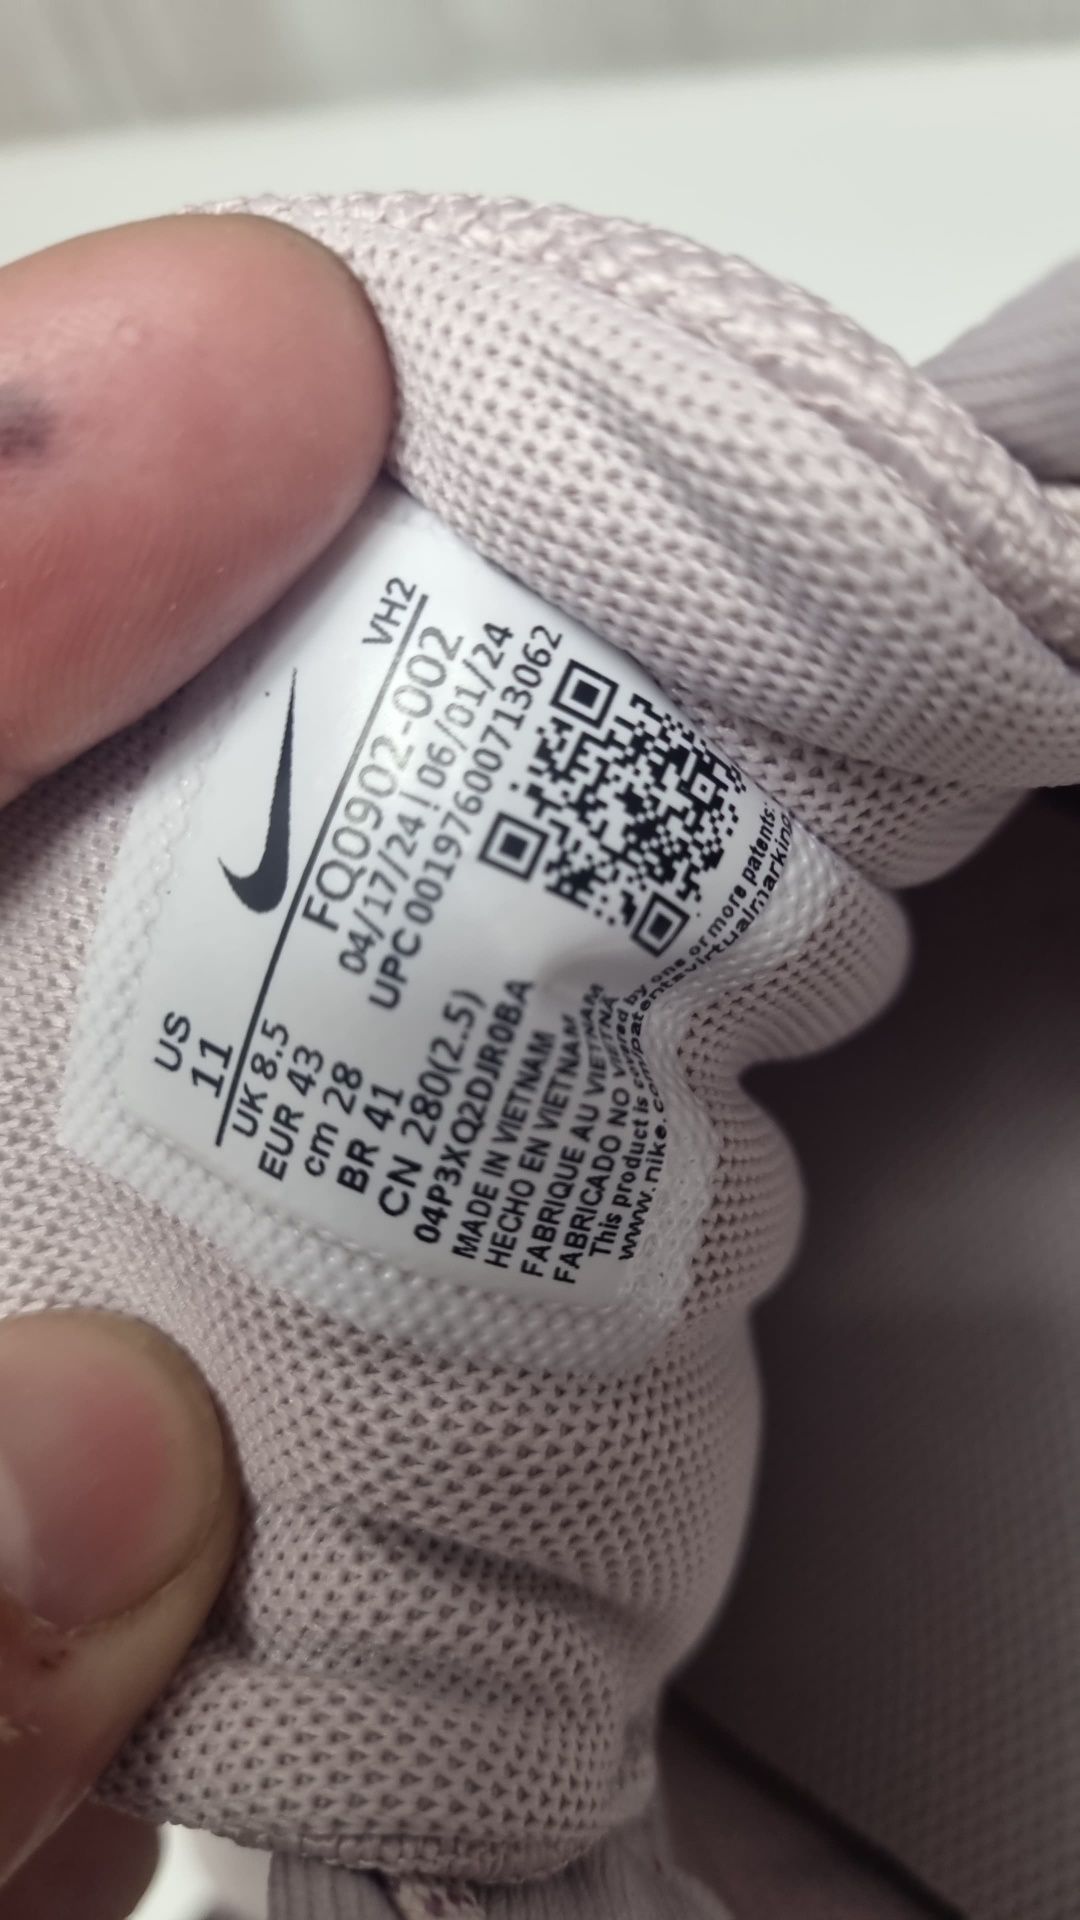 VH2
FQ0902-002
04/17/24 | 06/01/24
UPC 00197600713062
US
11
UK 8.5
EUR 43
cm 28
BR 41
CN 280(2.5)
04P3XQ2DJR0BA
MADE IN VIETNAM
HECHO EN VIETNAM
FABRIQUE AU VIETNAM
FABRICADO NO VIETNÃ
This product is covered by one or more patents:
www.nike.com/patentsvirtualmarking